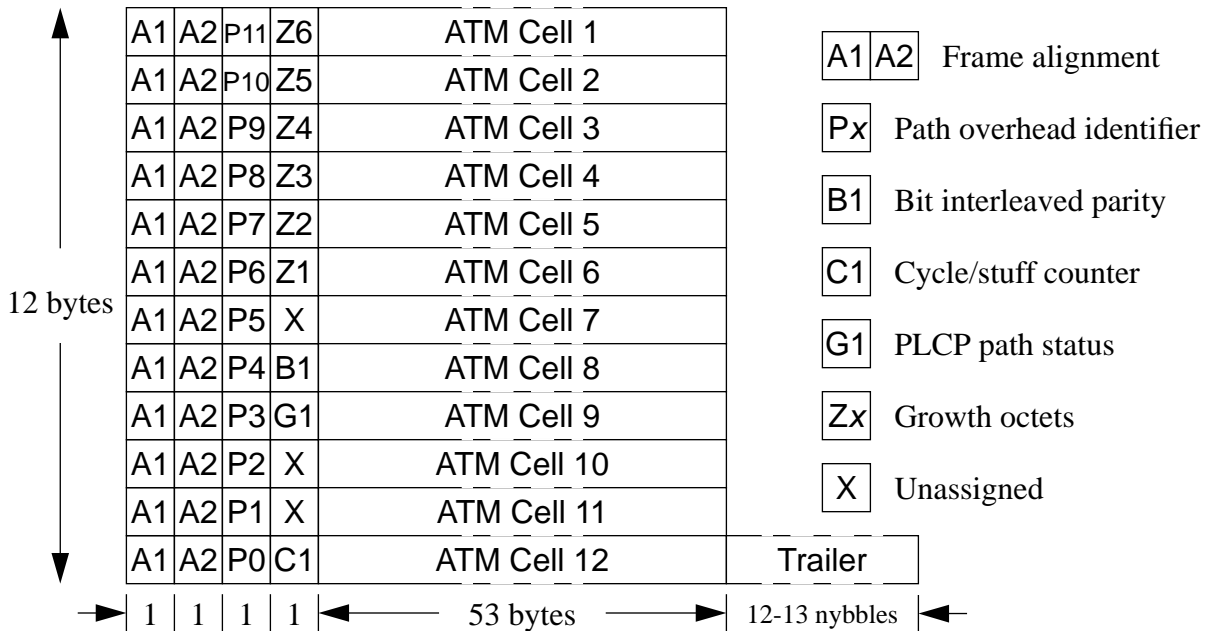 A1 A2 P11 Z6 ATM Cell 1
A1 A2 P10 Z5 ATM Cell 2
A1 A2 P9 Z4 ATM Cell 3
A1 A2 P8 Z3 ATM Cell 4
A1 A2 P7 Z2 ATM Cell 5
A1 A2 P6 Z1 ATM Cell 6
A1 A2 P5 X ATM Cell 7
A1 A2 P4 B1 ATM Cell 8
A1 A2 P3 G1 ATM Cell 9
A1 A2 P2 X ATM Cell 10
A1 A2 P1 X ATM Cell 11
A1 A2 P0 C1 ATM Cell 12 Trailer
12 bytes
1 1 1 1 53 bytes 12-13 nybbles
A1 A2 Frame alignment
Px Path overhead identifier
B1 Bit interleaved parity
C1 Cycle/stuff counter
G1 PLCP path status
Zx Growth octets
X Unassigned